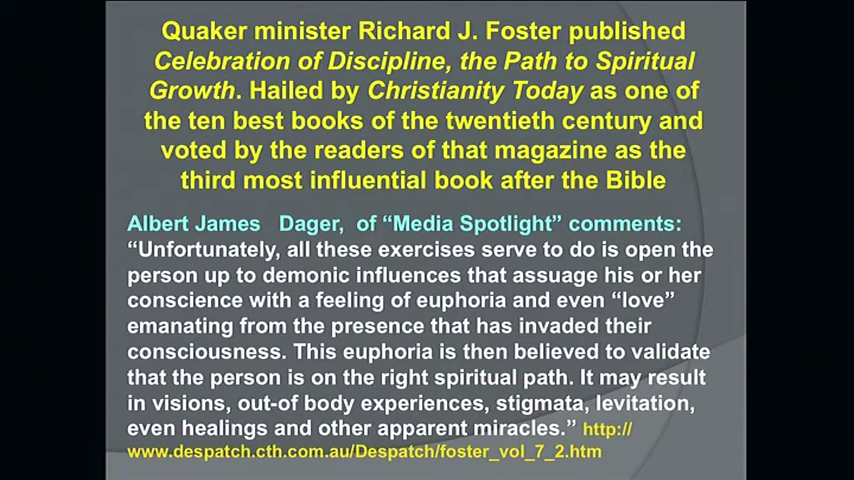 Quaker minister Richard J. Foster published
Celebration of Discipline, the Path to Spiritual
Growth. Hailed by Christianity Today as one of
the ten best books of the twentieth century and
voted by the readers of that magazine as the
third most influential book after the Bible
Albert James Dager, of “Media Spotlight” comments:
“Unfortunately, all these exercises serve to do is open the
person up to demonic influences that assuage his or her
conscience with a feeling of euphoria and even “love”
emanating from the presence that has invaded their
consciousness. This euphoria is then believed to validate
that the person is on the right spiritual path. It may result
in visions, out-of body experiences, stigmata, levitation,
even healings and other apparent miracles.” http://
www.despatch.cth.com.au/Despatch/foster_vol_7_2.htm